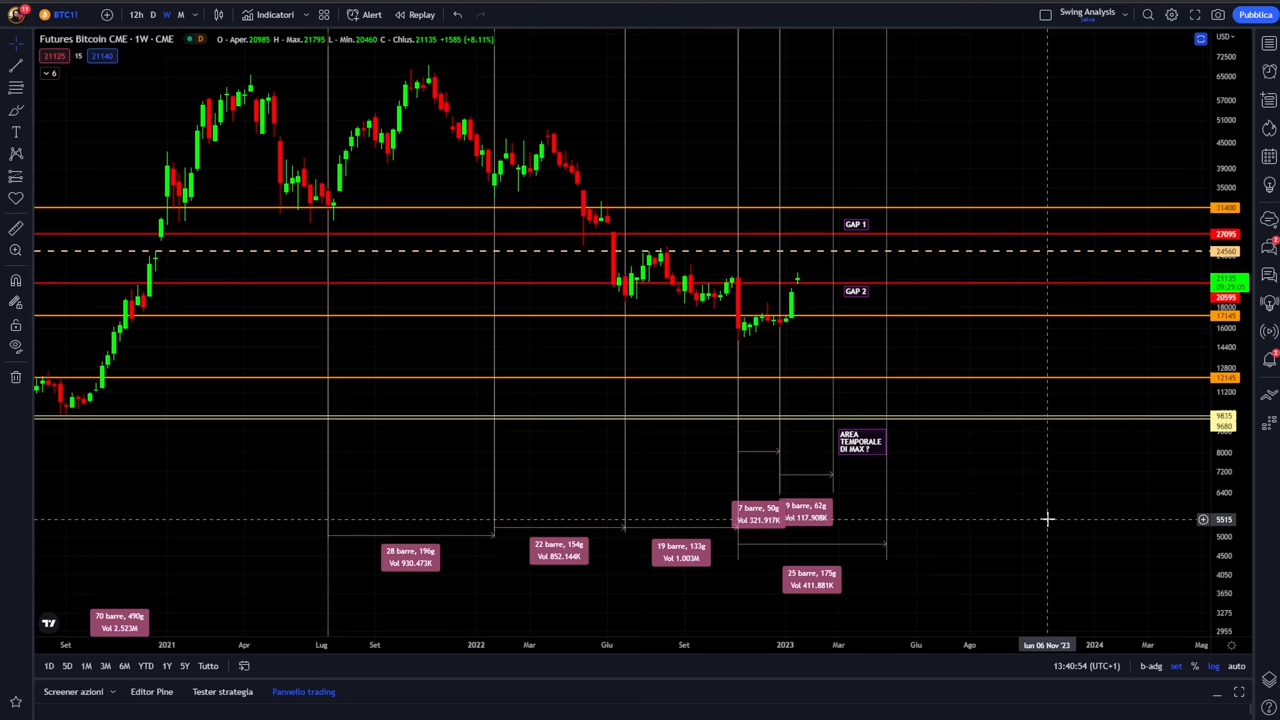 11
BTC1!
12h D W M
Indicatori
Alert
Replay
Swing Analysis
Salva
Pubblica
Futures Bitcoin CME · 1W · CME
D
O - Aper.20985 H - Max.21795 L - Min.20460 C - Chius.21135 +1585 (+8.11%)
USD
21125 15 21140
6
72500
65000
57000
51000
45000
39000
35000
31400
27095
24560
21135
09:29:05
20595
18000
17145
16000
14400
12800
12145
11200
9835
9680
8000
7200
6400
5515
5000
4500
4050
3650
3275
2955
GAP 1
GAP 2
AREA
TEMPORALE
DI MAX ?
7 barre, 50g
Vol 321.917K
9 barre, 62g
Vol 117.908K
28 barre, 196g
Vol 930.473K
22 barre, 154g
Vol 852.144K
19 barre, 133g
Vol 1.003M
25 barre, 175g
Vol 411.881K
70 barre, 490g
Vol 2.523M
Set 2021 Apr Lug Set 2022 Mar Giu Set 2023 Mar Giu Ago lun 06 Nov '23 2024 Mar Mag
1D 5D 1M 3M 6M YTD 1Y 5Y Tutto
13:40:54 (UTC+1) b-adg set % log auto
Screener azioni Editor Pine Tester strategia Pannello trading